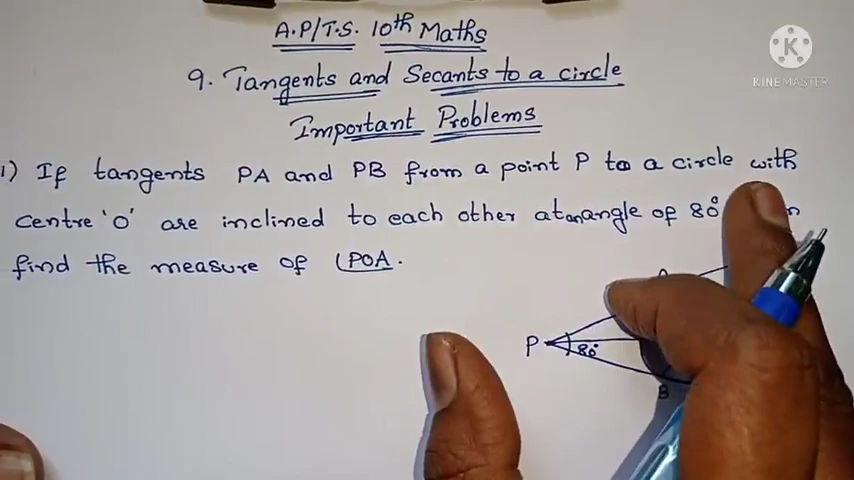 A.P/T.S. 10th Maths
9. Tangents and Secants to a circle
Important Problems
1) If tangents PA and PB from a point P to a circle with
centre 'O' are inclined to each other at an angle of 80°
find the measure of ∠POA.
P 80°
B
K
KINEMASTER